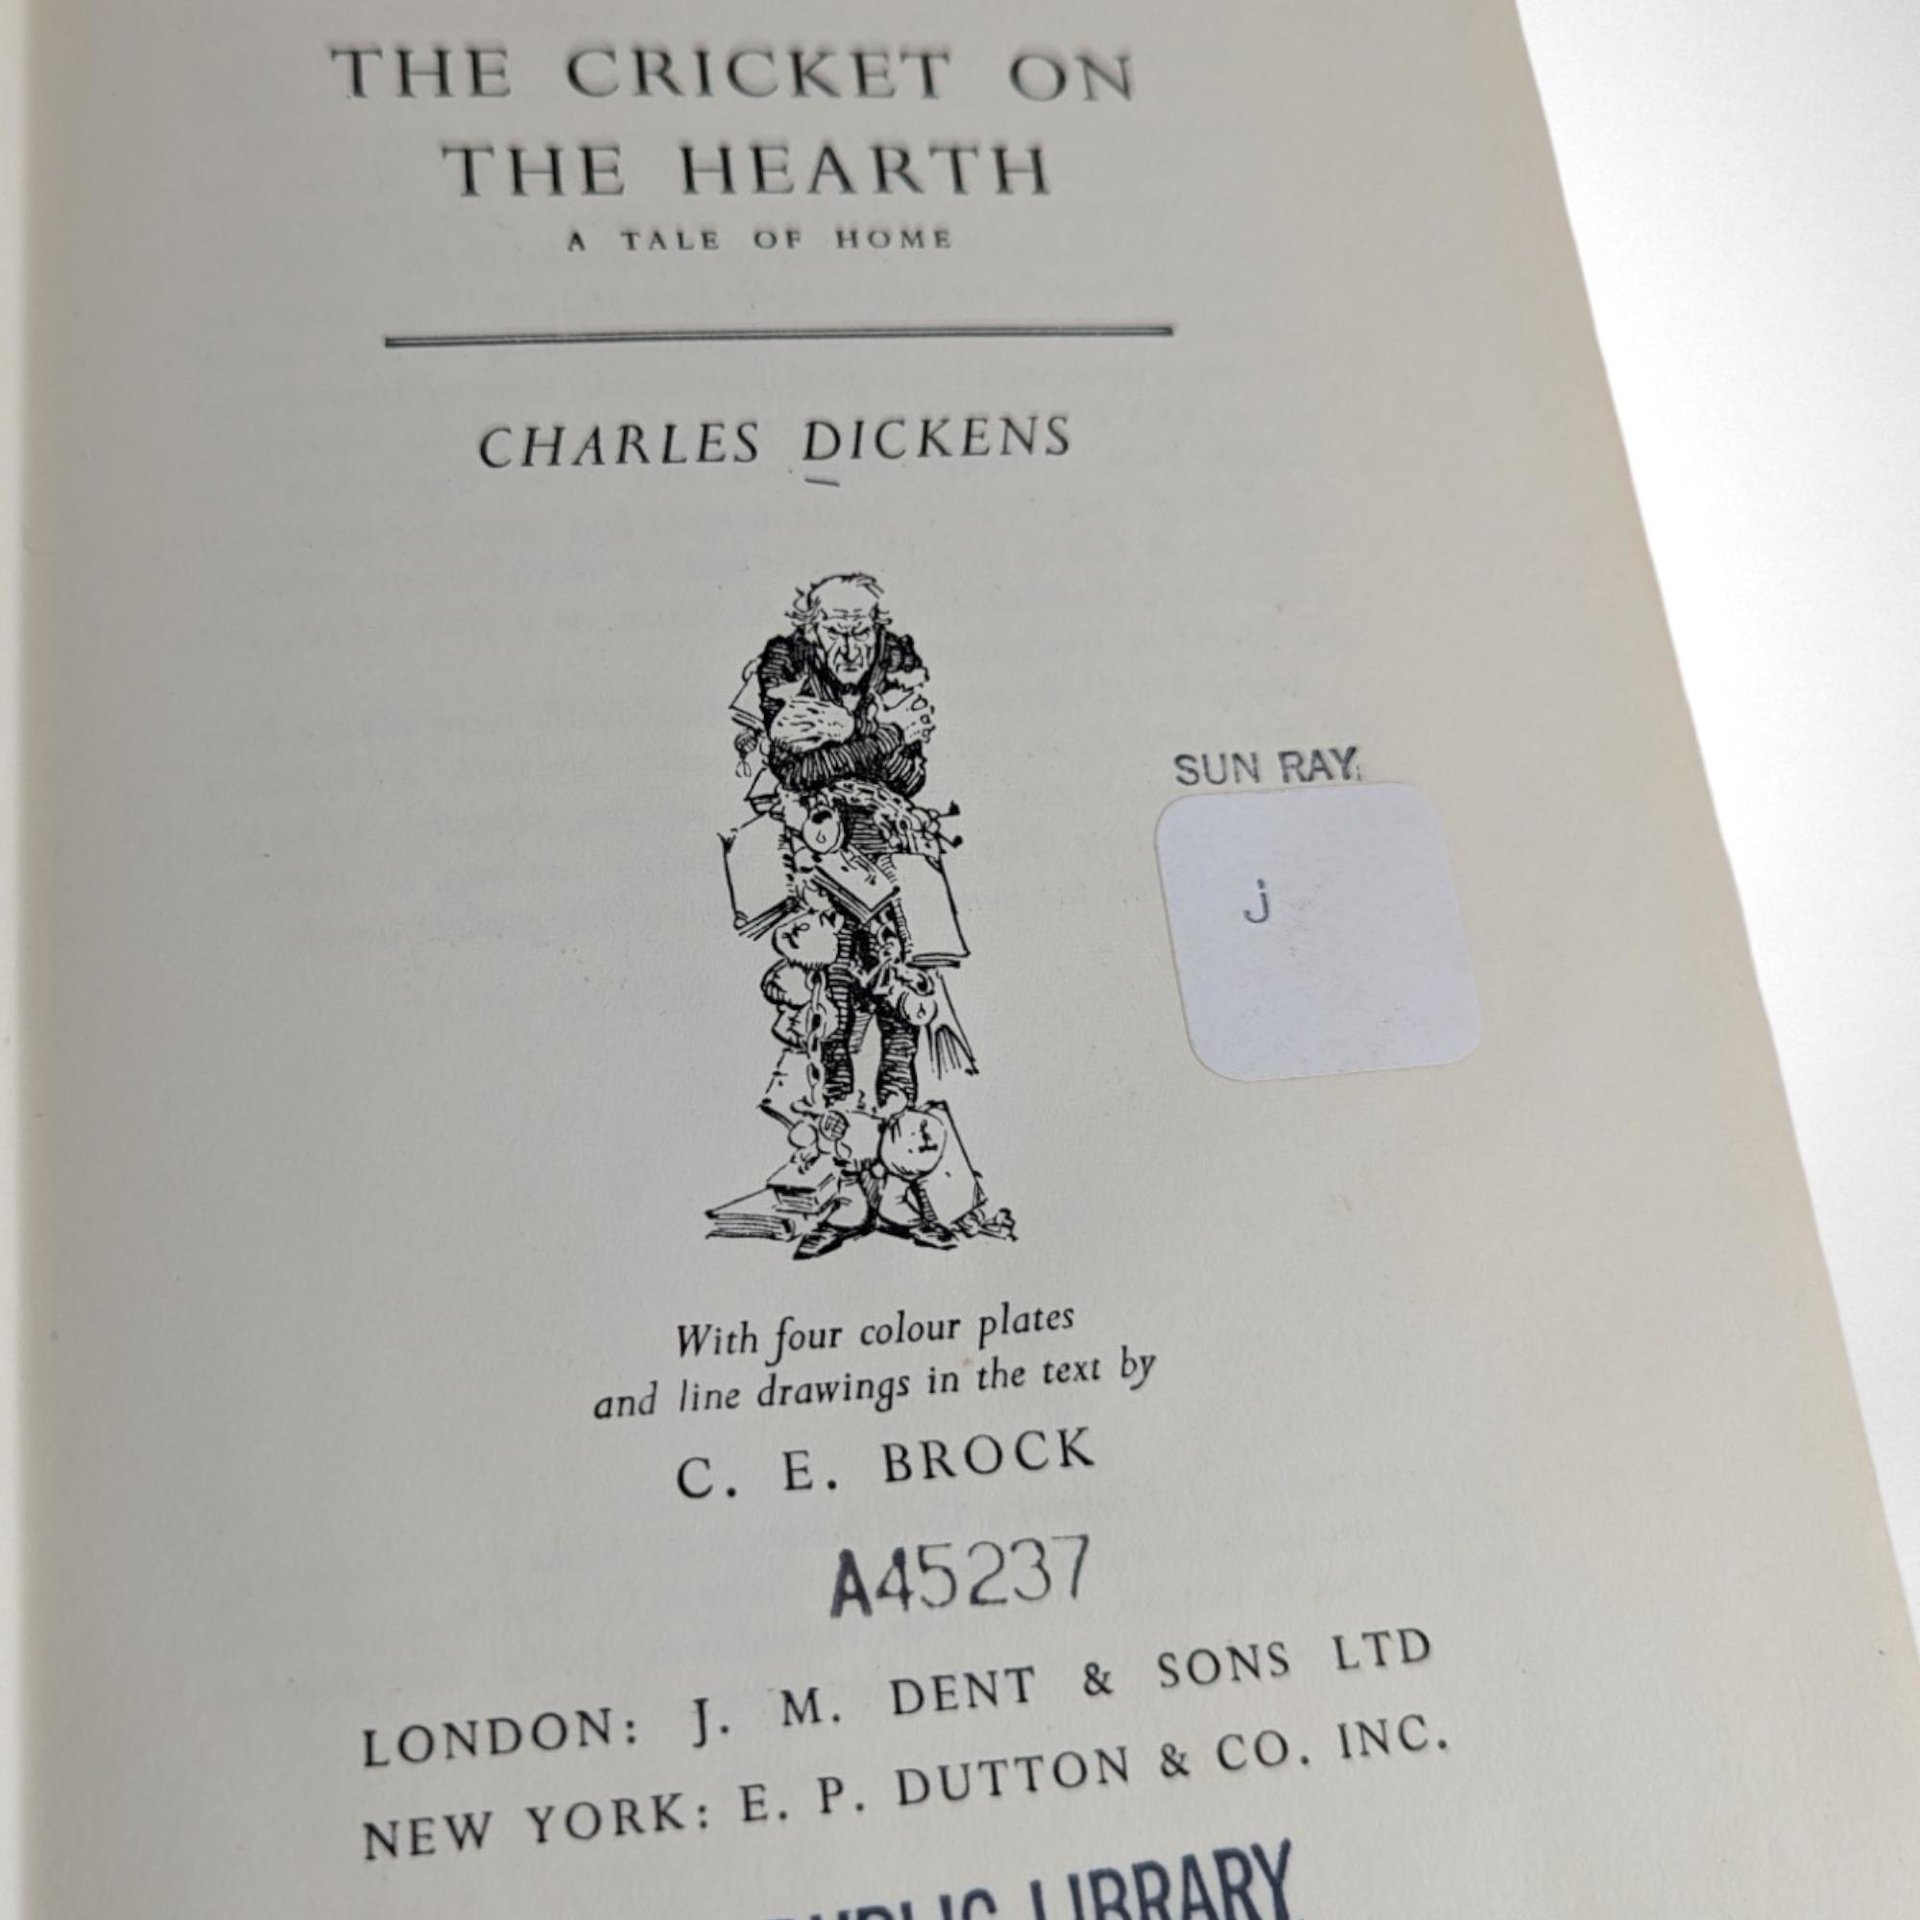 THE CRICKET ON
THE HEARTH
A TALE OF HOME
CHARLES DICKENS
SUN RAY
j
£
£
With four colour plates
and line drawings in the text by
C. E. BROCK
A45237
LONDON: J. M. DENT & SONS LTD
NEW YORK: E. P. DUTTON & CO. INC.
PUBLIC LIBRARY